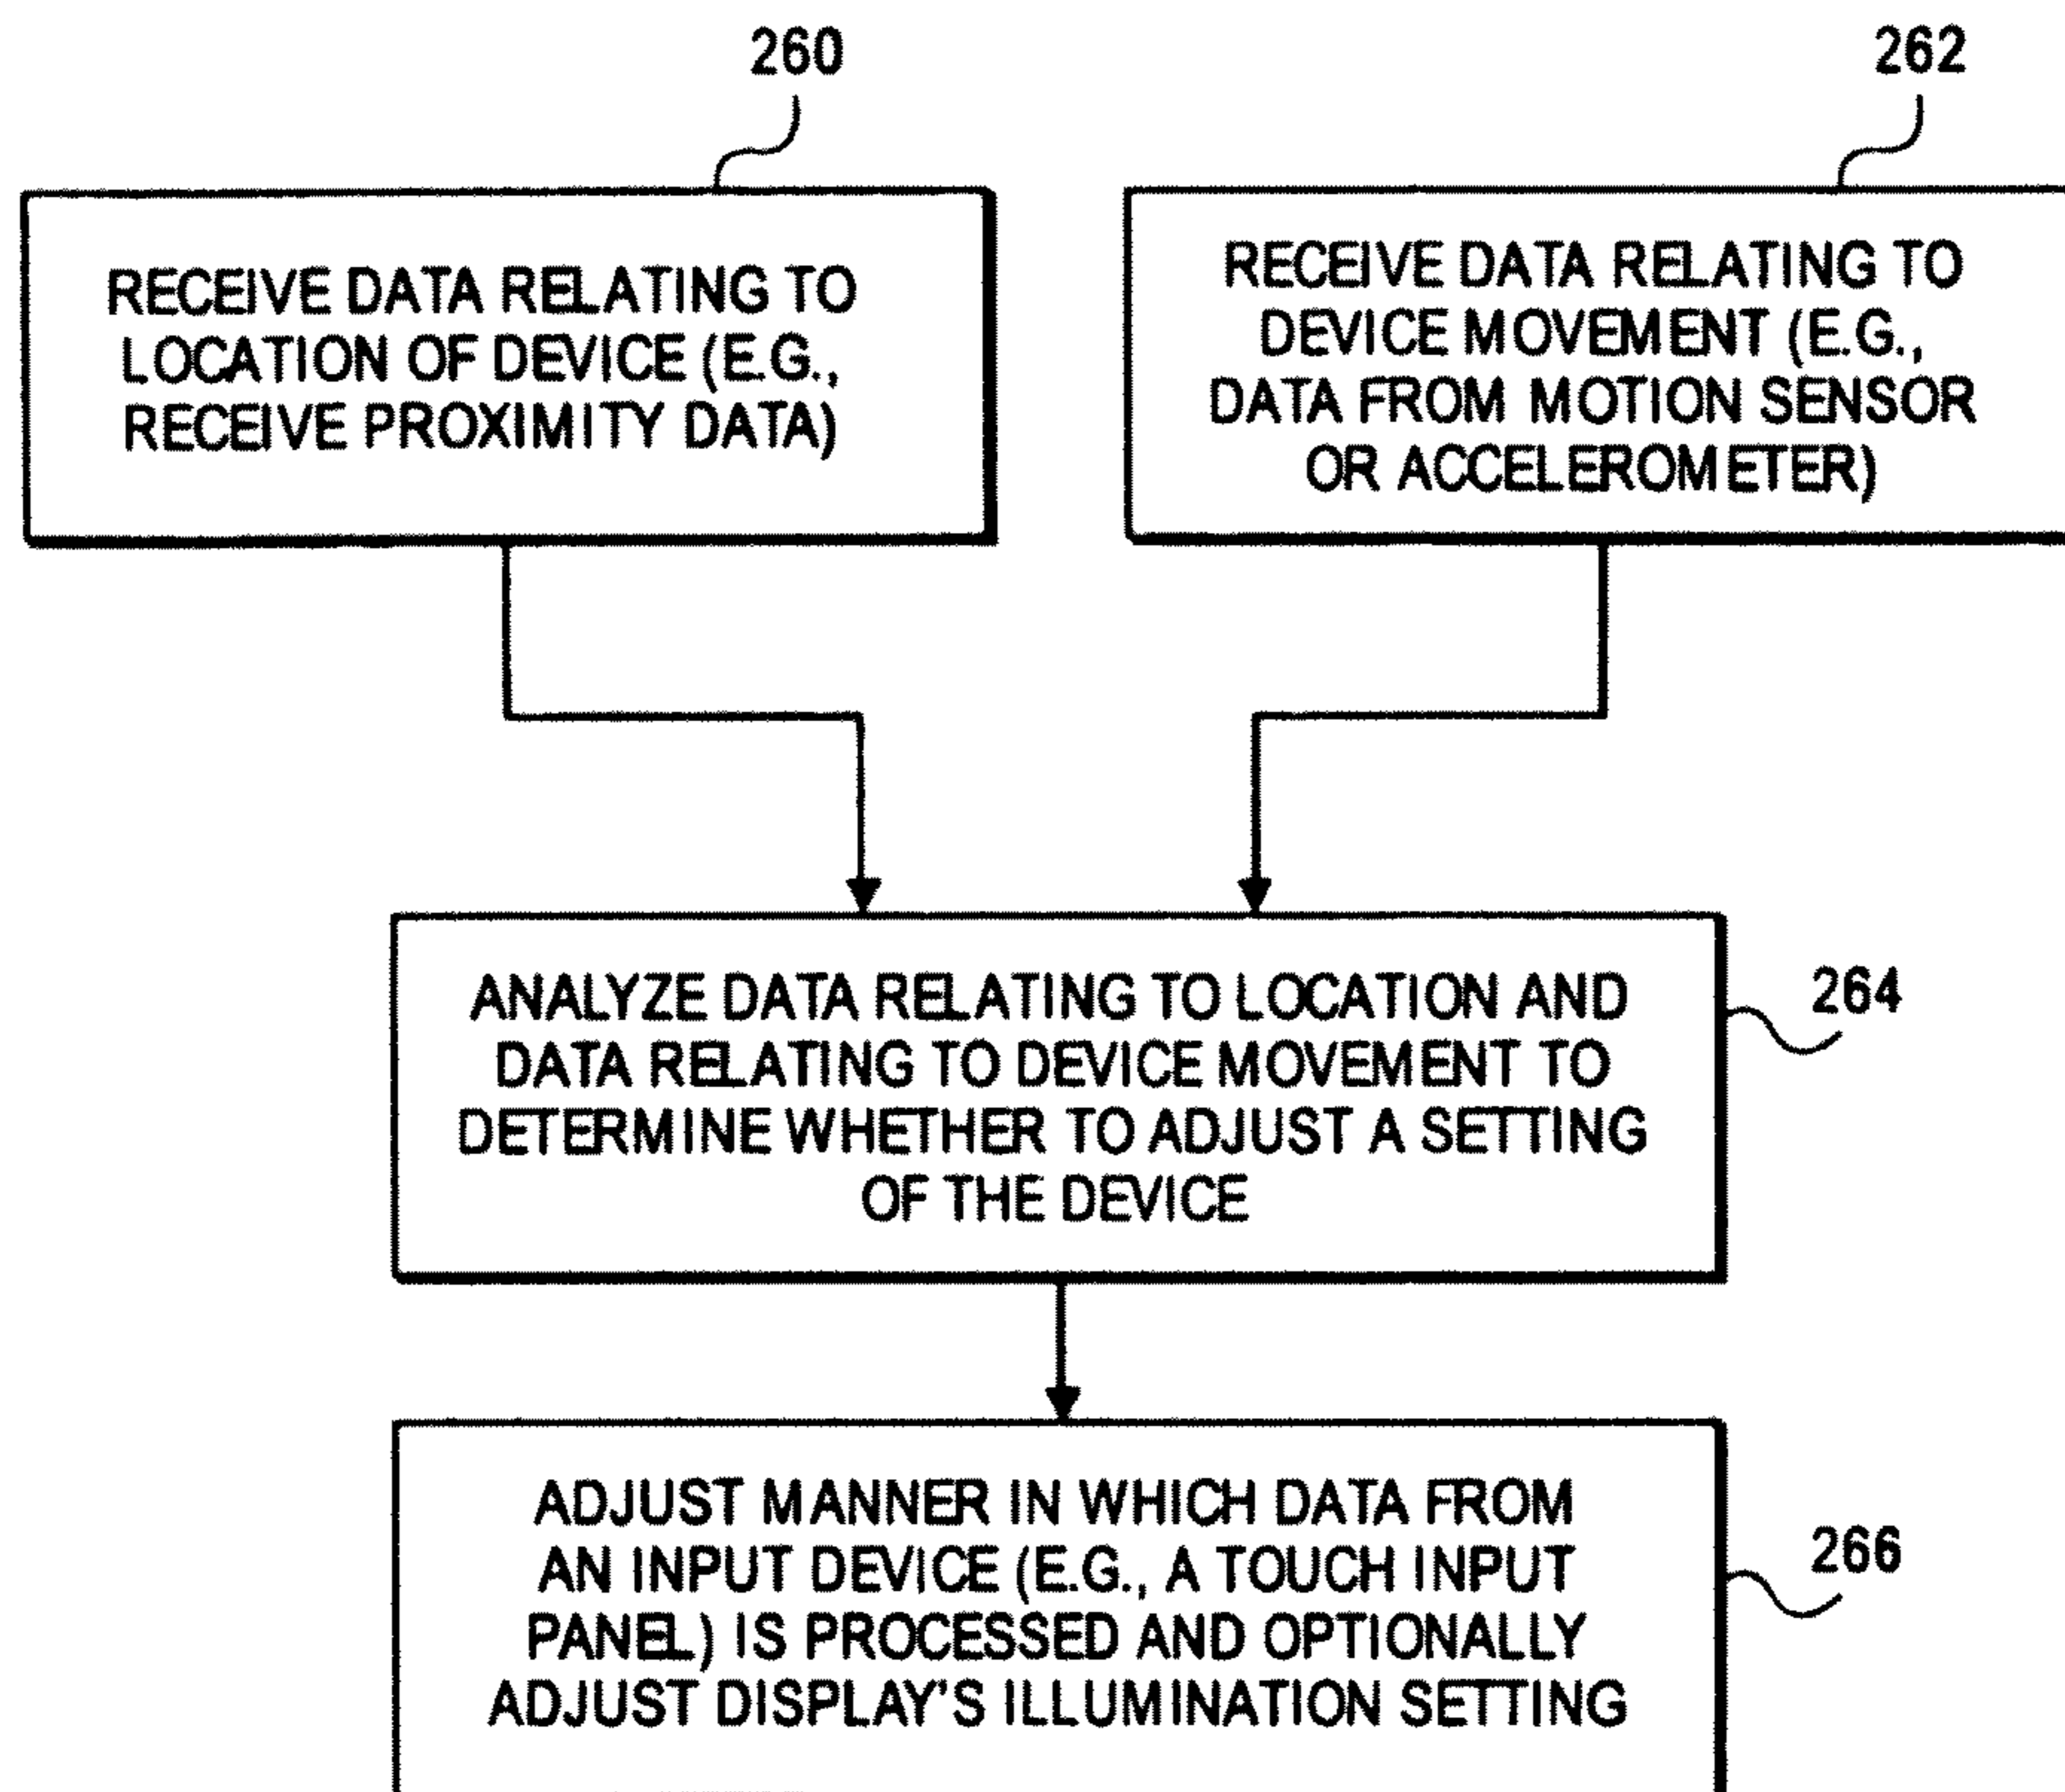 260
RECEIVE DATA RELATING TO
LOCATION OF DEVICE (E.G.,
RECEIVE PROXIMITY DATA)
262
RECEIVE DATA RELATING TO
DEVICE MOVEMENT (E.G.,
DATA FROM MOTION SENSOR
OR ACCELEROMETER)
ANALYZE DATA RELATING TO LOCATION AND
DATA RELATING TO DEVICE MOVEMENT TO
DETERMINE WHETHER TO ADJUST A SETTING
OF THE DEVICE
264
ADJUST MANNER IN WHICH DATA FROM
AN INPUT DEVICE (E.G., A TOUCH INPUT
PANEL) IS PROCESSED AND OPTIONALLY
ADJUST DISPLAY'S ILLUMINATION SETTING
266